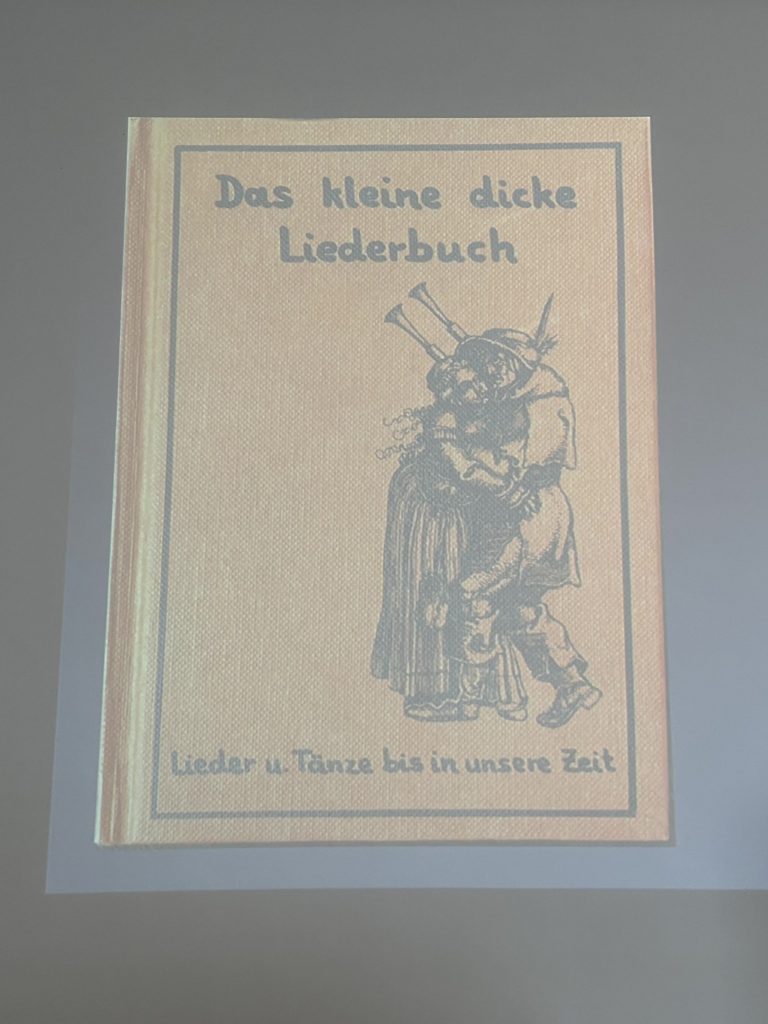 Das kleine dicke
Liederbuch
Lieder u. Tänze bis in unsere Zeit